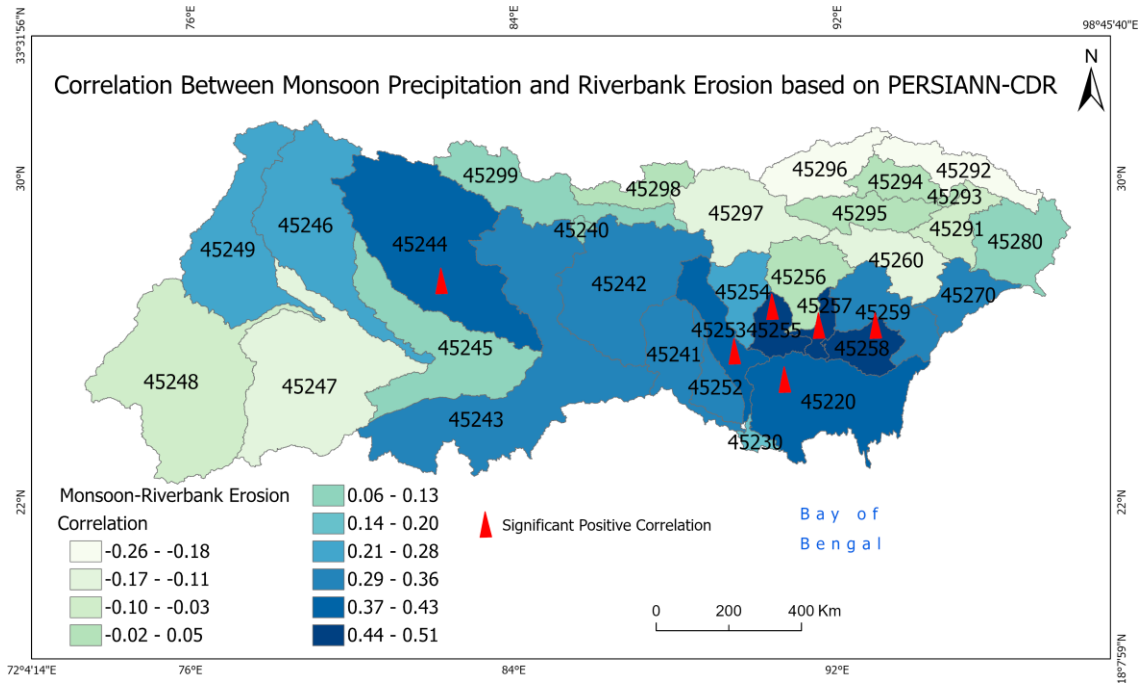 76°E 84°E 92°E
33°31'56"N 98°45'40"E
N
Correlation Between Monsoon Precipitation and Riverbank Erosion based on PERSIANN-CDR
30°N 30°N
45296 45292
45299 45298 45294 45293
45297 45295
45249 45246 45244 45240 45291 45280
45242 45256 45260
45254 45257 45259 45270
45245 45241 45253 45255 45258
45248 45247 45252 45220
45243 45230
22°N 22°N
Monsoon-Riverbank Erosion
Correlation
-0.26 - -0.18
-0.17 - -0.11
-0.10 - -0.03
-0.02 - 0.05
0.06 - 0.13
0.14 - 0.20
0.21 - 0.28
0.29 - 0.36
0.37 - 0.43
0.44 - 0.51
Significant Positive Correlation
Bay of
Bengal
0 200 400 Km
72°4'14"E 76°E 84°E 92°E 18°7'59"N